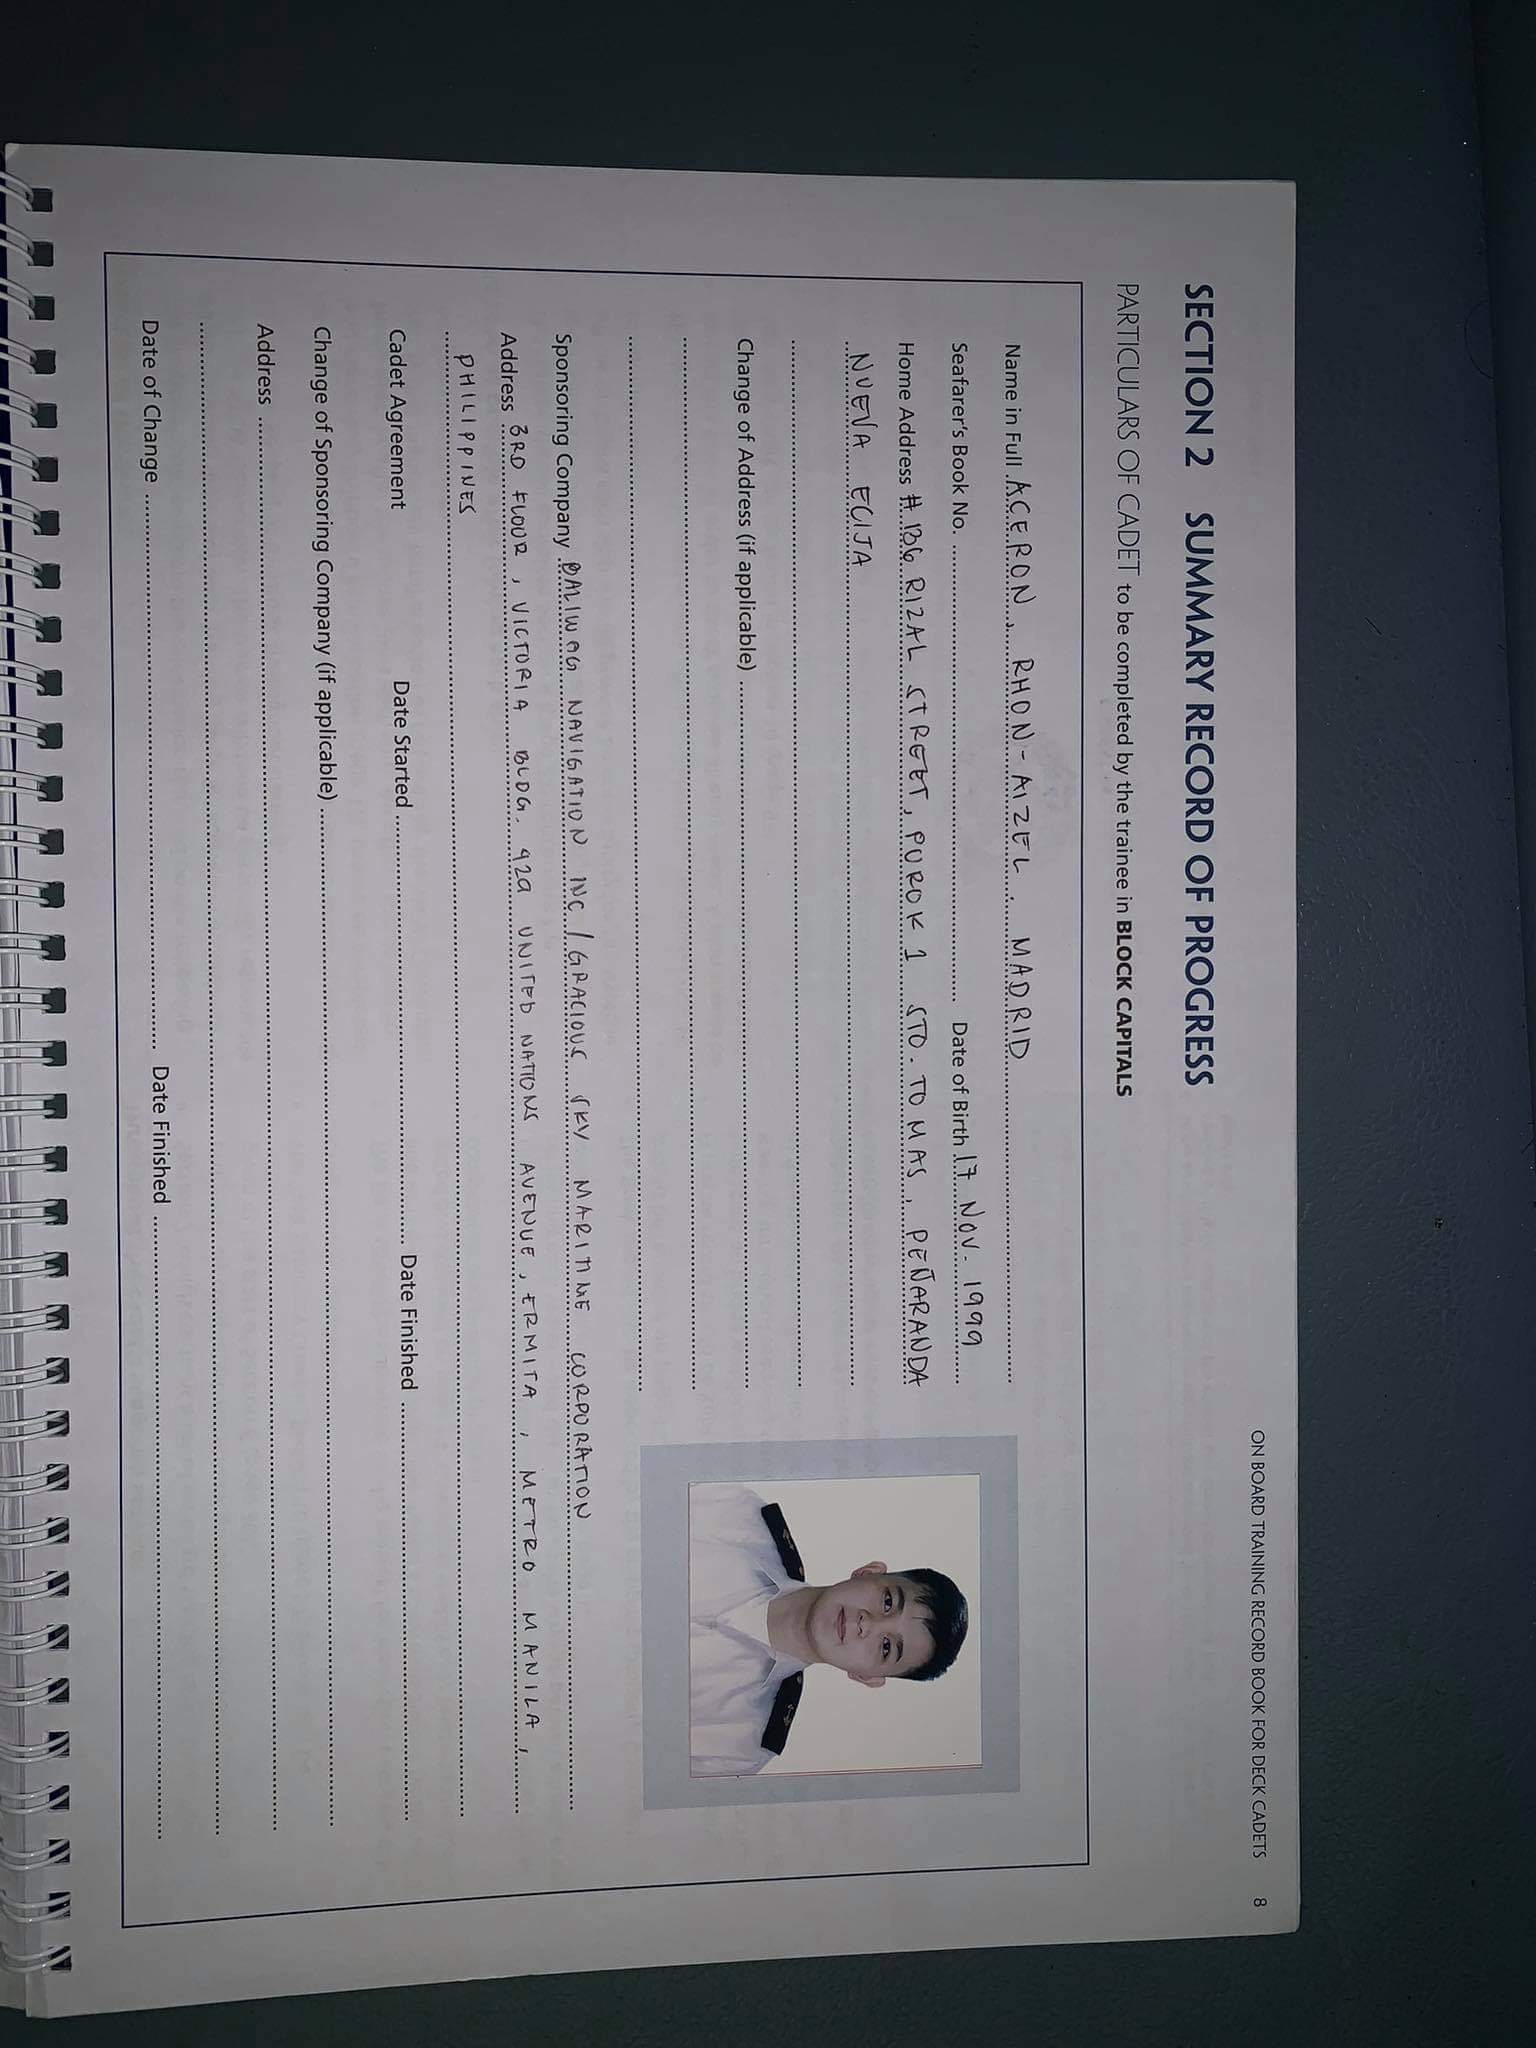 ON BOARD TRAINING RECORD BOOK FOR DECK CADETS 8
SECTION 2 SUMMARY RECORD OF PROGRESS
PARTICULARS OF CADET to be completed by the trainee in BLOCK CAPITALS
Name in Full ACERON, RHON-AIZEL. MADRID
Seafarer's Book No. Date of Birth 17 NOV. 1999
Home Address #136 RIZAL STREET, PUROK 1 STO. TOMAS, PEÑARANDA
NUEVA ECIJA
Change of Address (if applicable)
Sponsoring Company BALIWAG NAVIGATION INC / GRACIOUS SKY MARITIME CORPORATION
Address 3RD FLOOR, VICTORIA BLDG. 429 UNITED NATIONS AVENUE, ERMITA, METRO MANILA,
PHILIPPINES
Cadet Agreement Date Started Date Finished
Change of Sponsoring Company (if applicable)
Address
Date of Change Date Finished